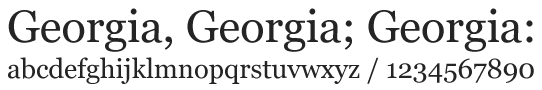 Georgia, Georgia; Georgia:
abcdefghijklmnopqrstuvwxyz / 1234567890